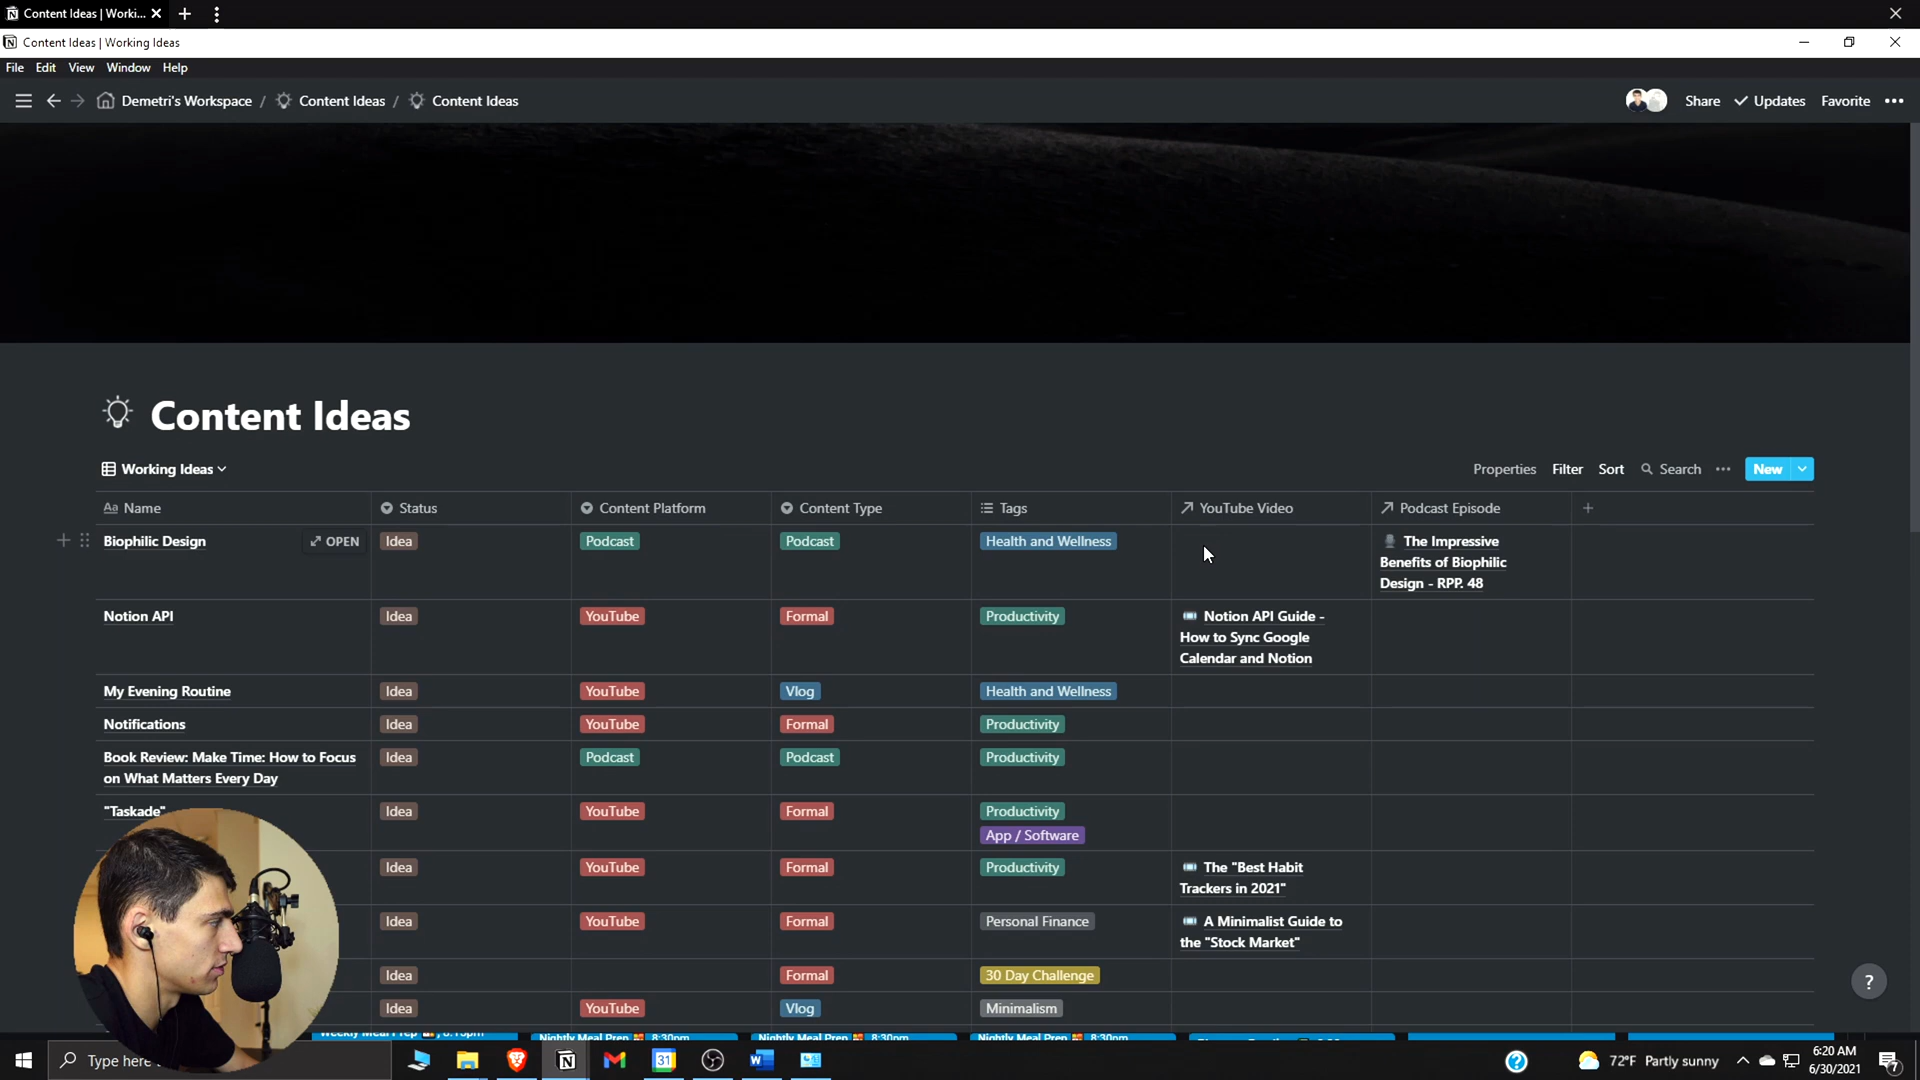 Content Ideas | Worki...
Content Ideas | Working Ideas
File Edit View Window Help
Demetri's Workspace / Content Ideas / Content Ideas
Share Updates Favorite
Content Ideas
Working Ideas
Properties Filter Sort Search New
Aa Name Status Content Platform Content Type Tags YouTube Video Podcast Episode
Biophilic Design OPEN Idea Podcast Podcast Health and Wellness The Impressive
Benefits of Biophilic
Design - RPP. 48
Notion API Idea YouTube Formal Productivity Notion API Guide -
How to Sync Google
Calendar and Notion
My Evening Routine Idea YouTube Vlog Health and Wellness
Notifications Idea YouTube Formal Productivity
Book Review: Make Time: How to Focus Idea Podcast Podcast Productivity
on What Matters Every Day
"Taskade" Idea YouTube Formal Productivity
App / Software
Idea YouTube Formal Productivity The "Best Habit
Trackers in 2021"
Idea YouTube Formal Personal Finance A Minimalist Guide to
the "Stock Market"
Idea Formal 30 Day Challenge
Idea YouTube Vlog Minimalism
?
Weekly Meal Prep , 8:15pm Nightly Meal Prep 8:30pm Nightly Meal Prep 8:30pm Nightly Meal Prep 8:30pm
Type here 31 72°F Partly sunny 6:20 AM
6/30/2021 7